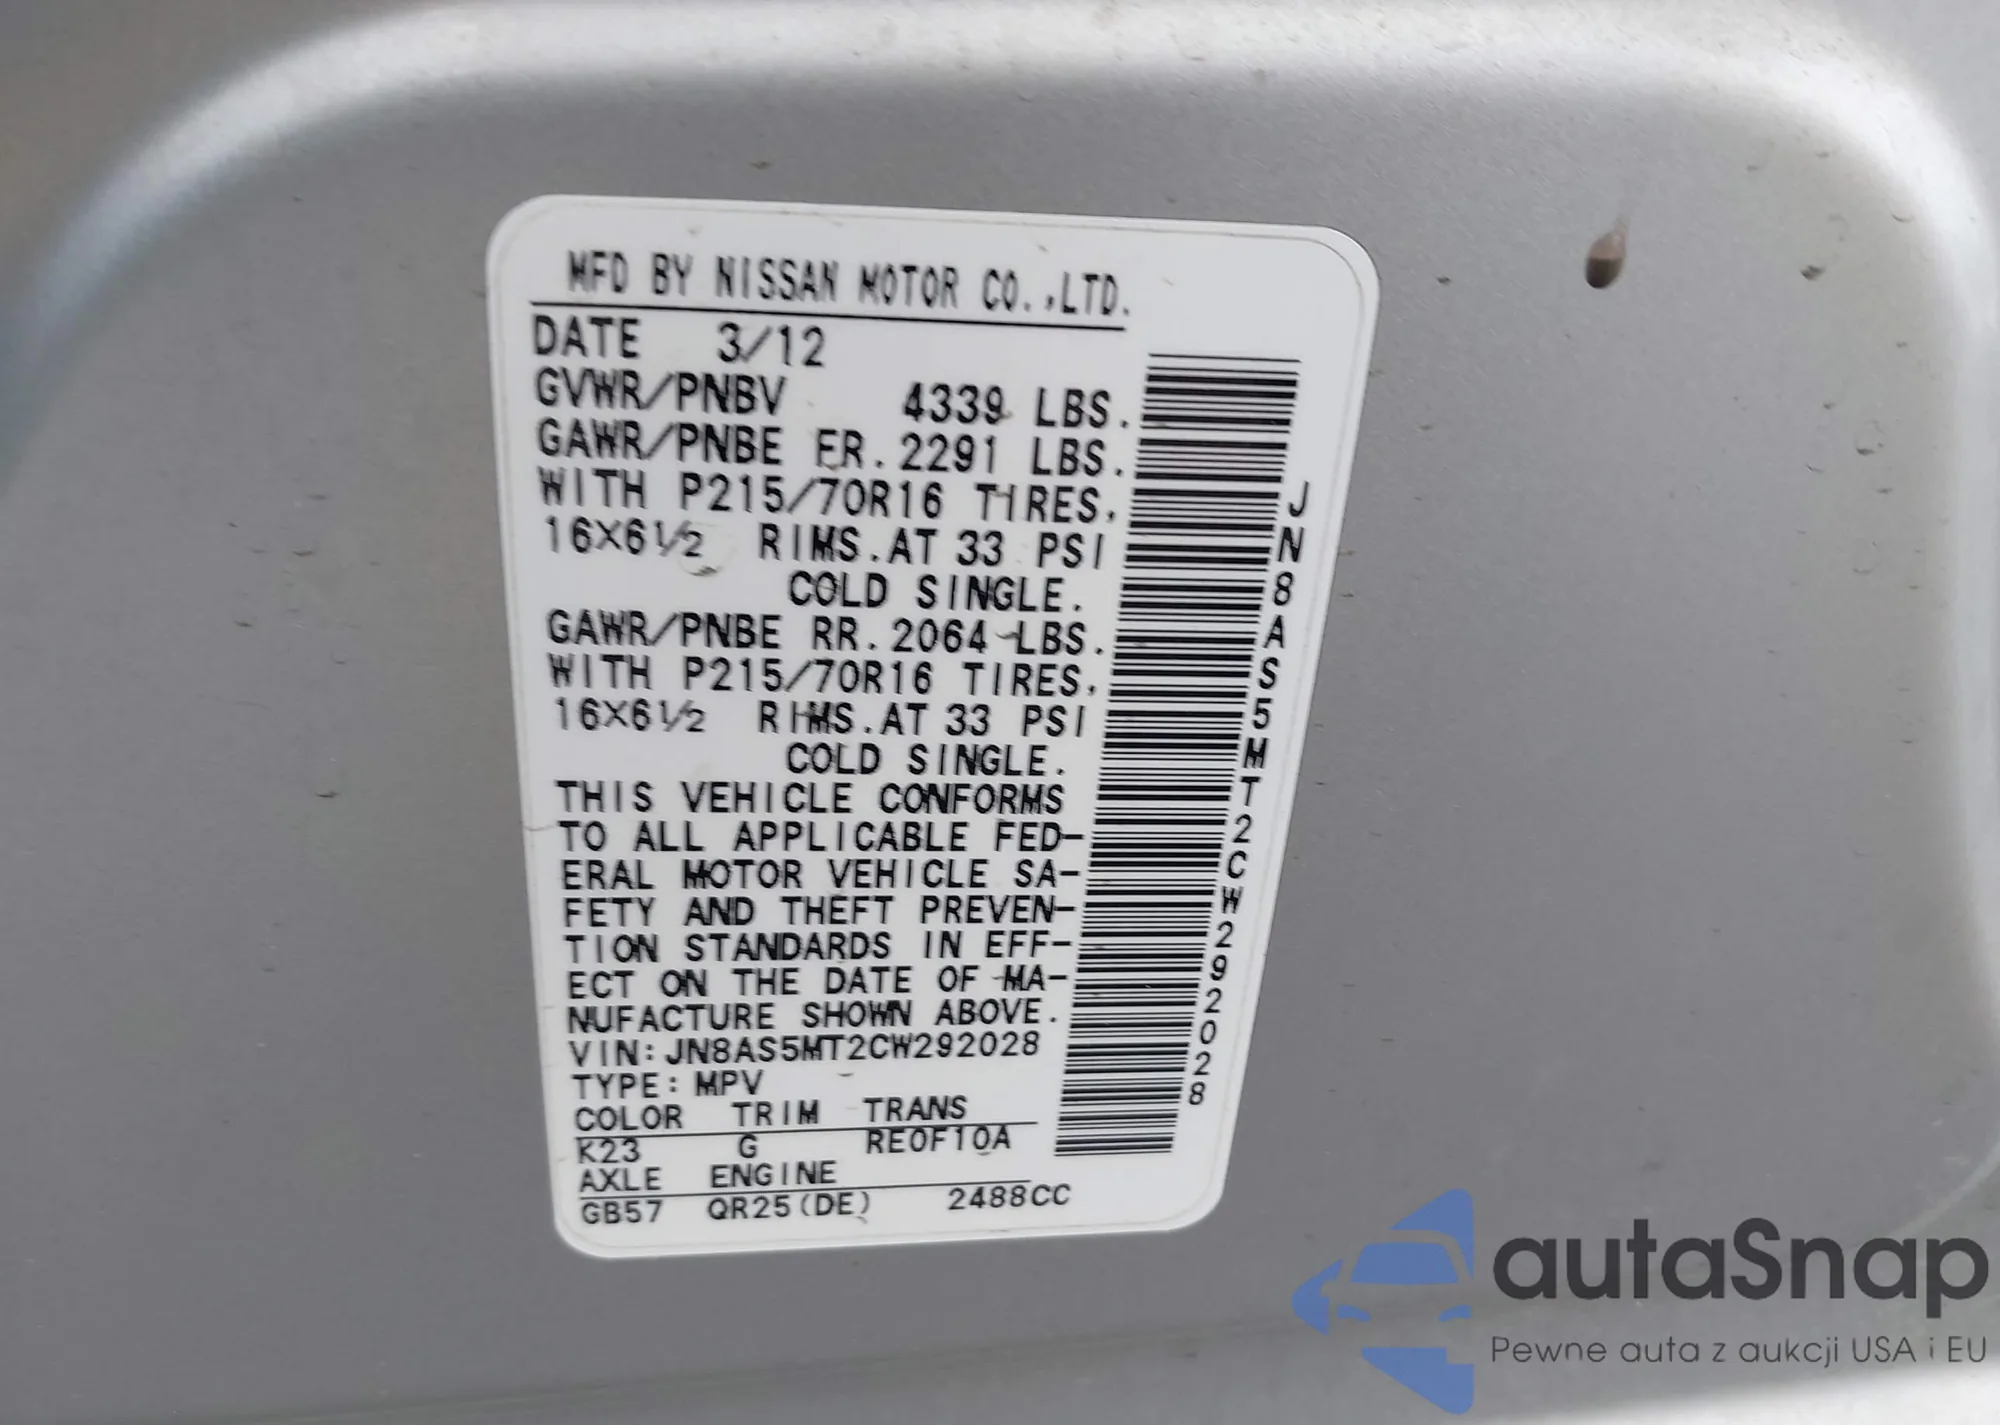 MFD BY NISSAN MOTOR CO.,LTD.
DATE 3/12
GVWR/PNBV 4339 LBS.
GAWR/PNBE FR. 2291 LBS.
WITH P215/70R16 TIRES,
16X6½ RIMS.AT 33 PSI
COLD SINGLE.
GAWR/PNBE RR. 2064 LBS.
WITH P215/70R16 TIRES,
16X6½ RIMS.AT 33 PSI
COLD SINGLE.
THIS VEHICLE CONFORMS
TO ALL APPLICABLE FED-
ERAL MOTOR VEHICLE SA-
FETY AND THEFT PREVEN-
TION STANDARDS IN EFF-
ECT ON THE DATE OF MA-
NUFACTURE SHOWN ABOVE.
VIN: JN8AS5MT2CW292028
TYPE: MPV
COLOR TRIM TRANS
K23 G RE0F10A
AXLE ENGINE
GB57 QR25(DE) 2488CC
JN8AS5MT2CW292028
autaSnap
Pewne auta z aukcji USA i EU